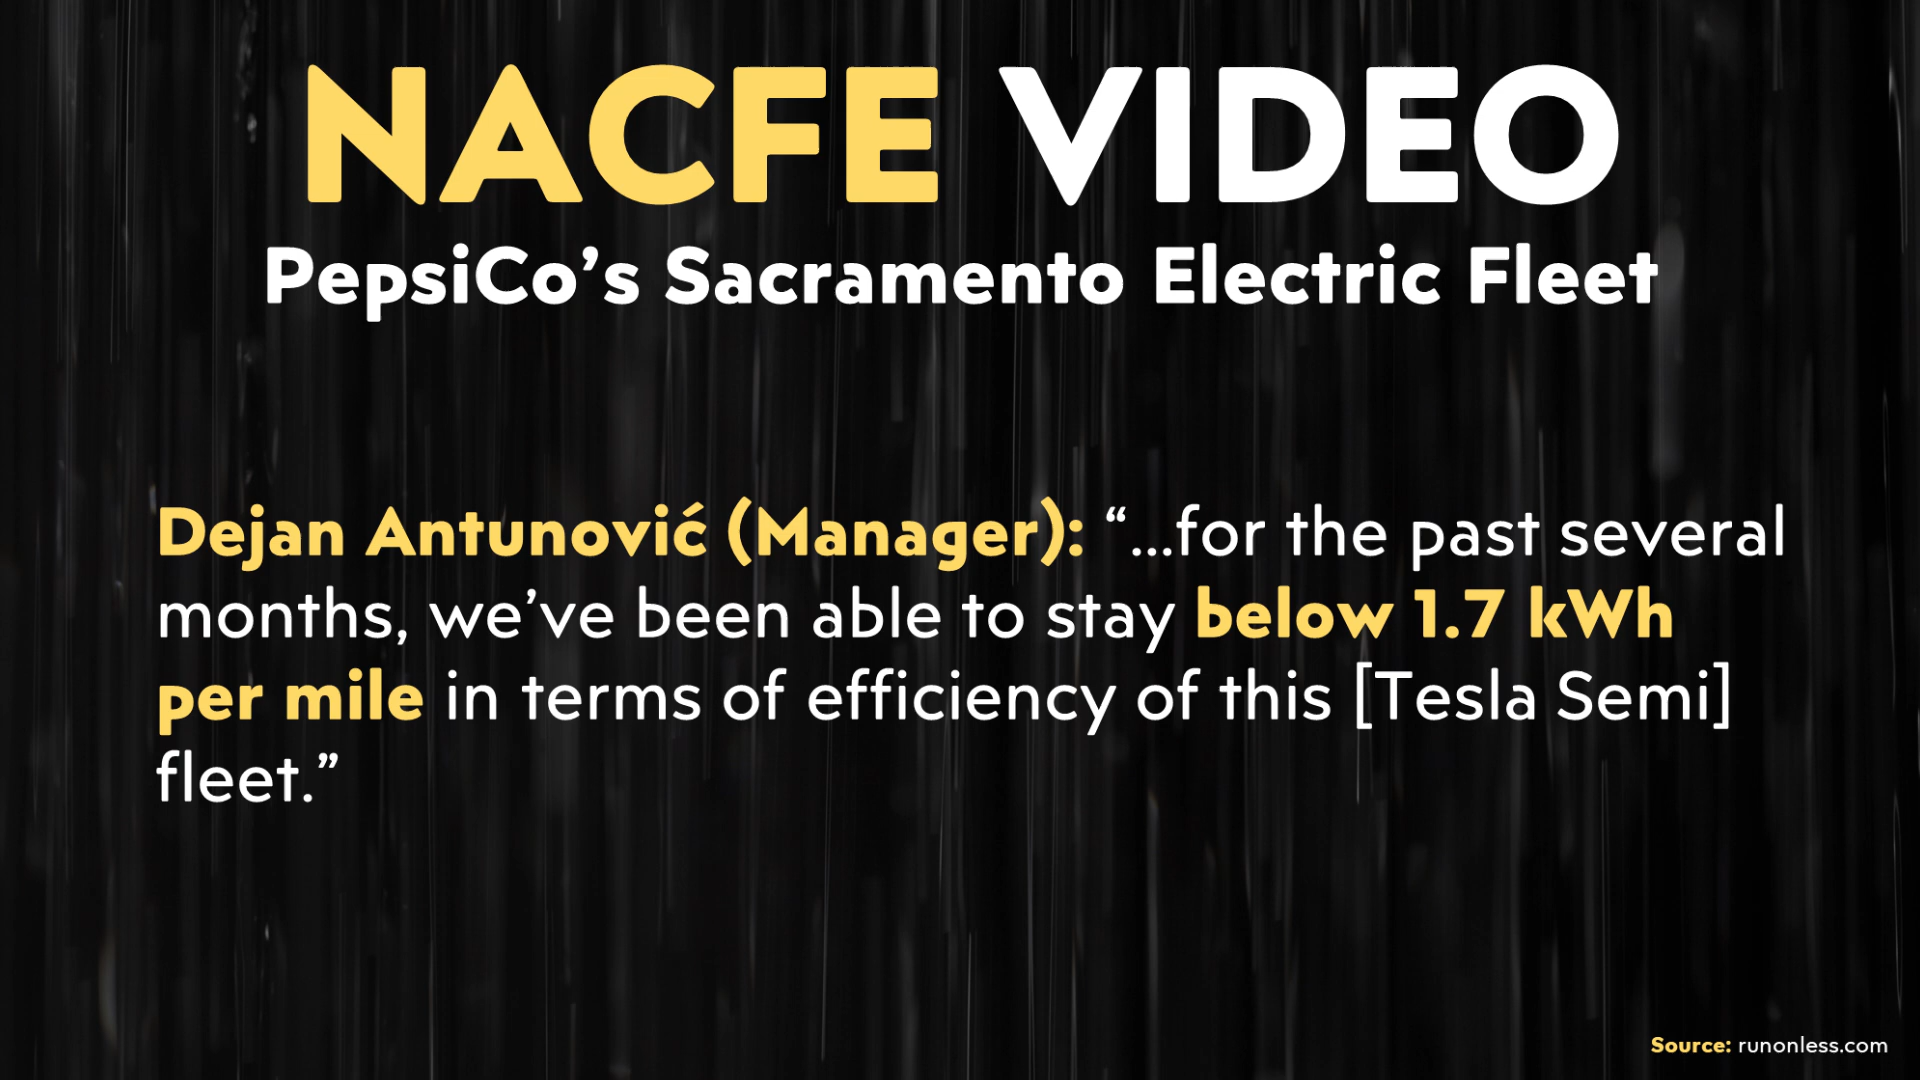 NACFE VIDEO
PepsiCo’s Sacramento Electric Fleet
Dejan Antunović (Manager): “...for the past several
months, we’ve been able to stay below 1.7 kWh
per mile in terms of efficiency of this [Tesla Semi]
fleet.”
Source: runonless.com